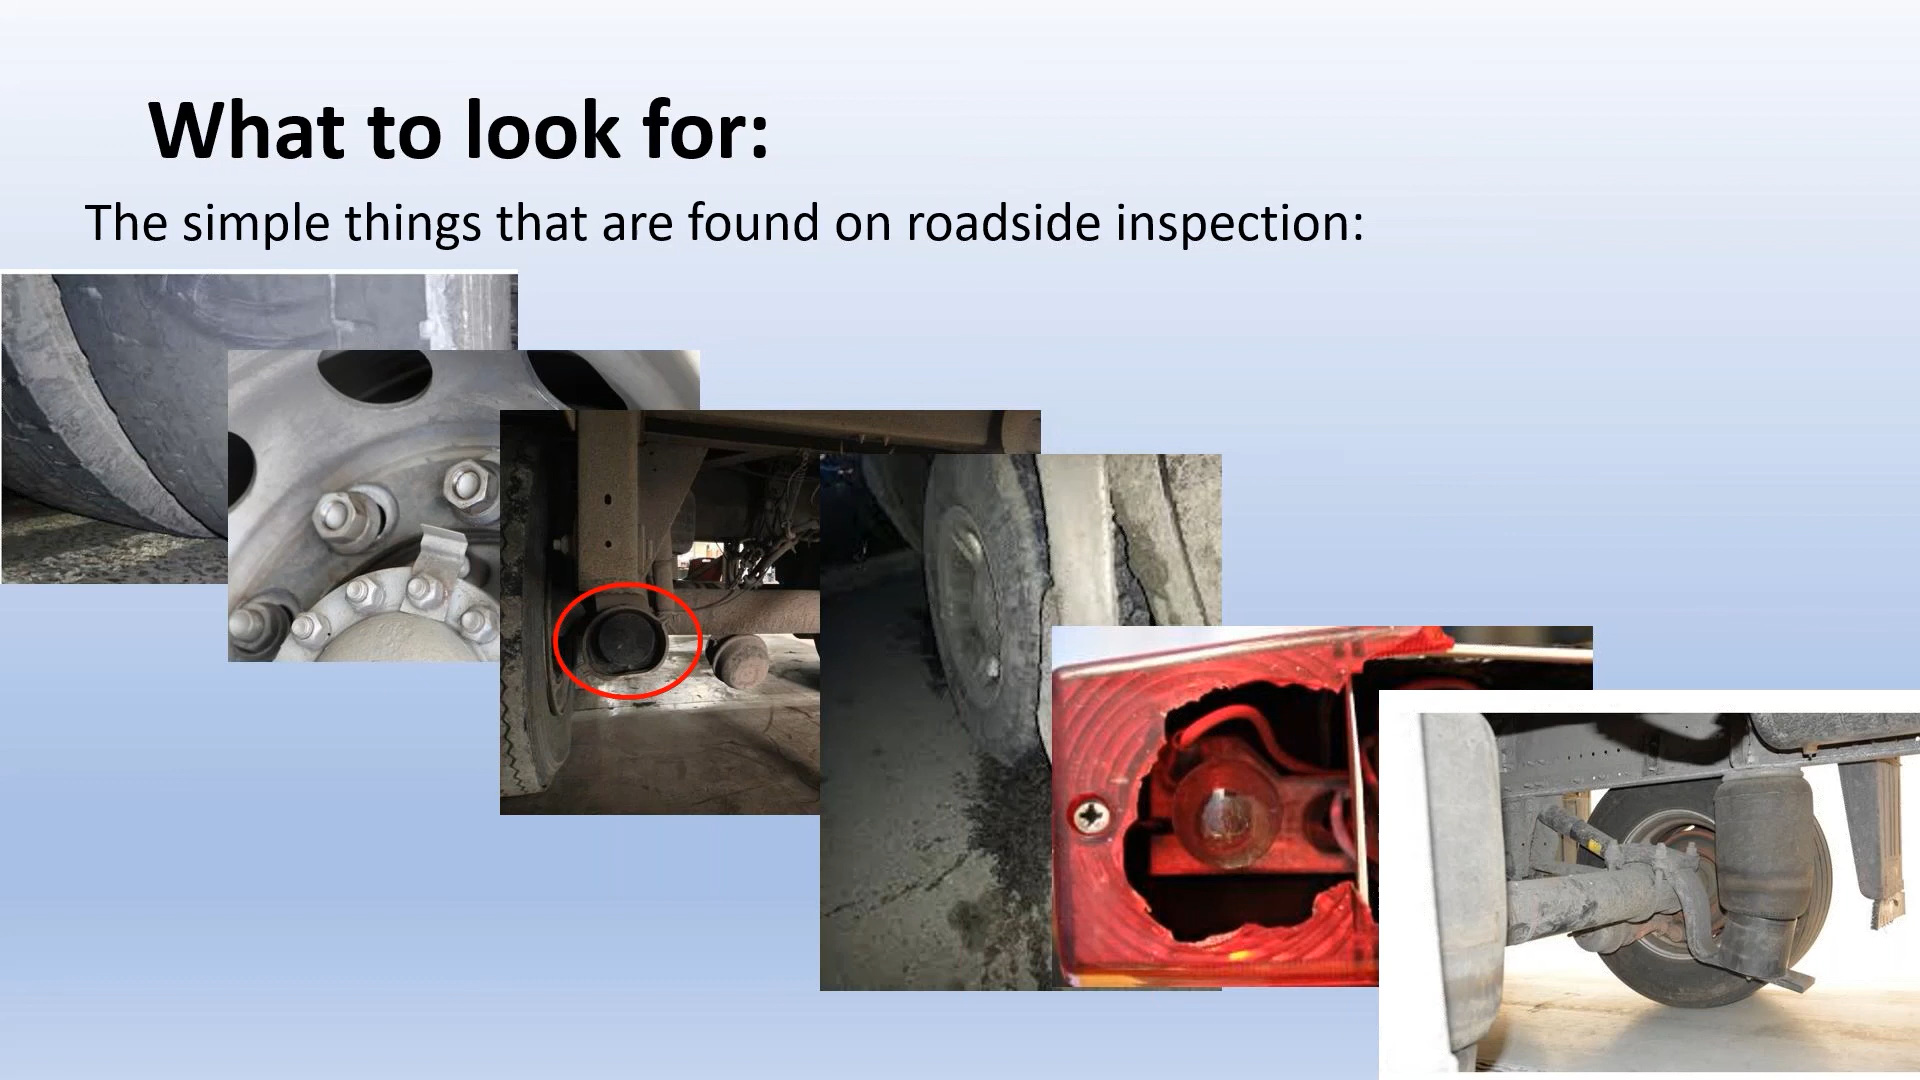 What to look for:
The simple things that are found on roadside inspection: